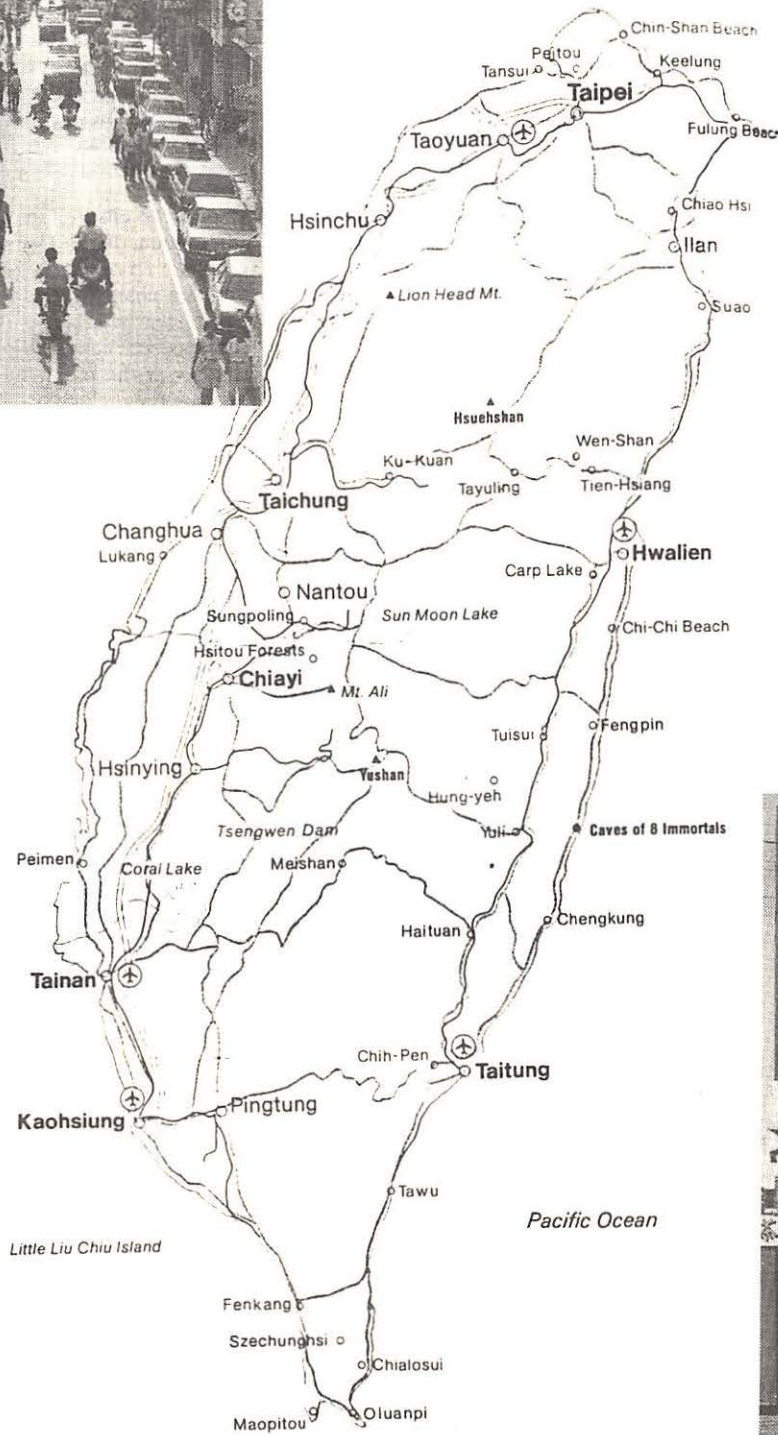 Chin-Shan Beach
Peitou
Tansui
Keelung
Taipei
Taoyuan
Fulung Beach
Hsinchu
Chiao Hsi
Ilan
Lion Head Mt.
Suao
Hsuehshan
Wen-Shan
Ku-Kuan
Tayuling
Tien-Hsiang
Taichung
Changhua
Lukang
Hwalien
Carp Lake
Nantou
Sungpoling
Sun Moon Lake
Chi-Chi Beach
Hsitou Forests
Chiayi
Mt. Ali
Fengpin
Tuisui
Hsinying
Yushan
Hung-yeh
Tsengwen Dam
Yuli
Caves of 8 Immortals
Peimen
Coral Lake
Meishan
Chengkung
Haituan
Tainan
Chih-Pen
Taitung
Kaohsiung
Pingtung
Tawu
Pacific Ocean
Little Liu Chiu Island
Fenkang
Szechunghsi
Chialosui
Maopitou
Oluanpi